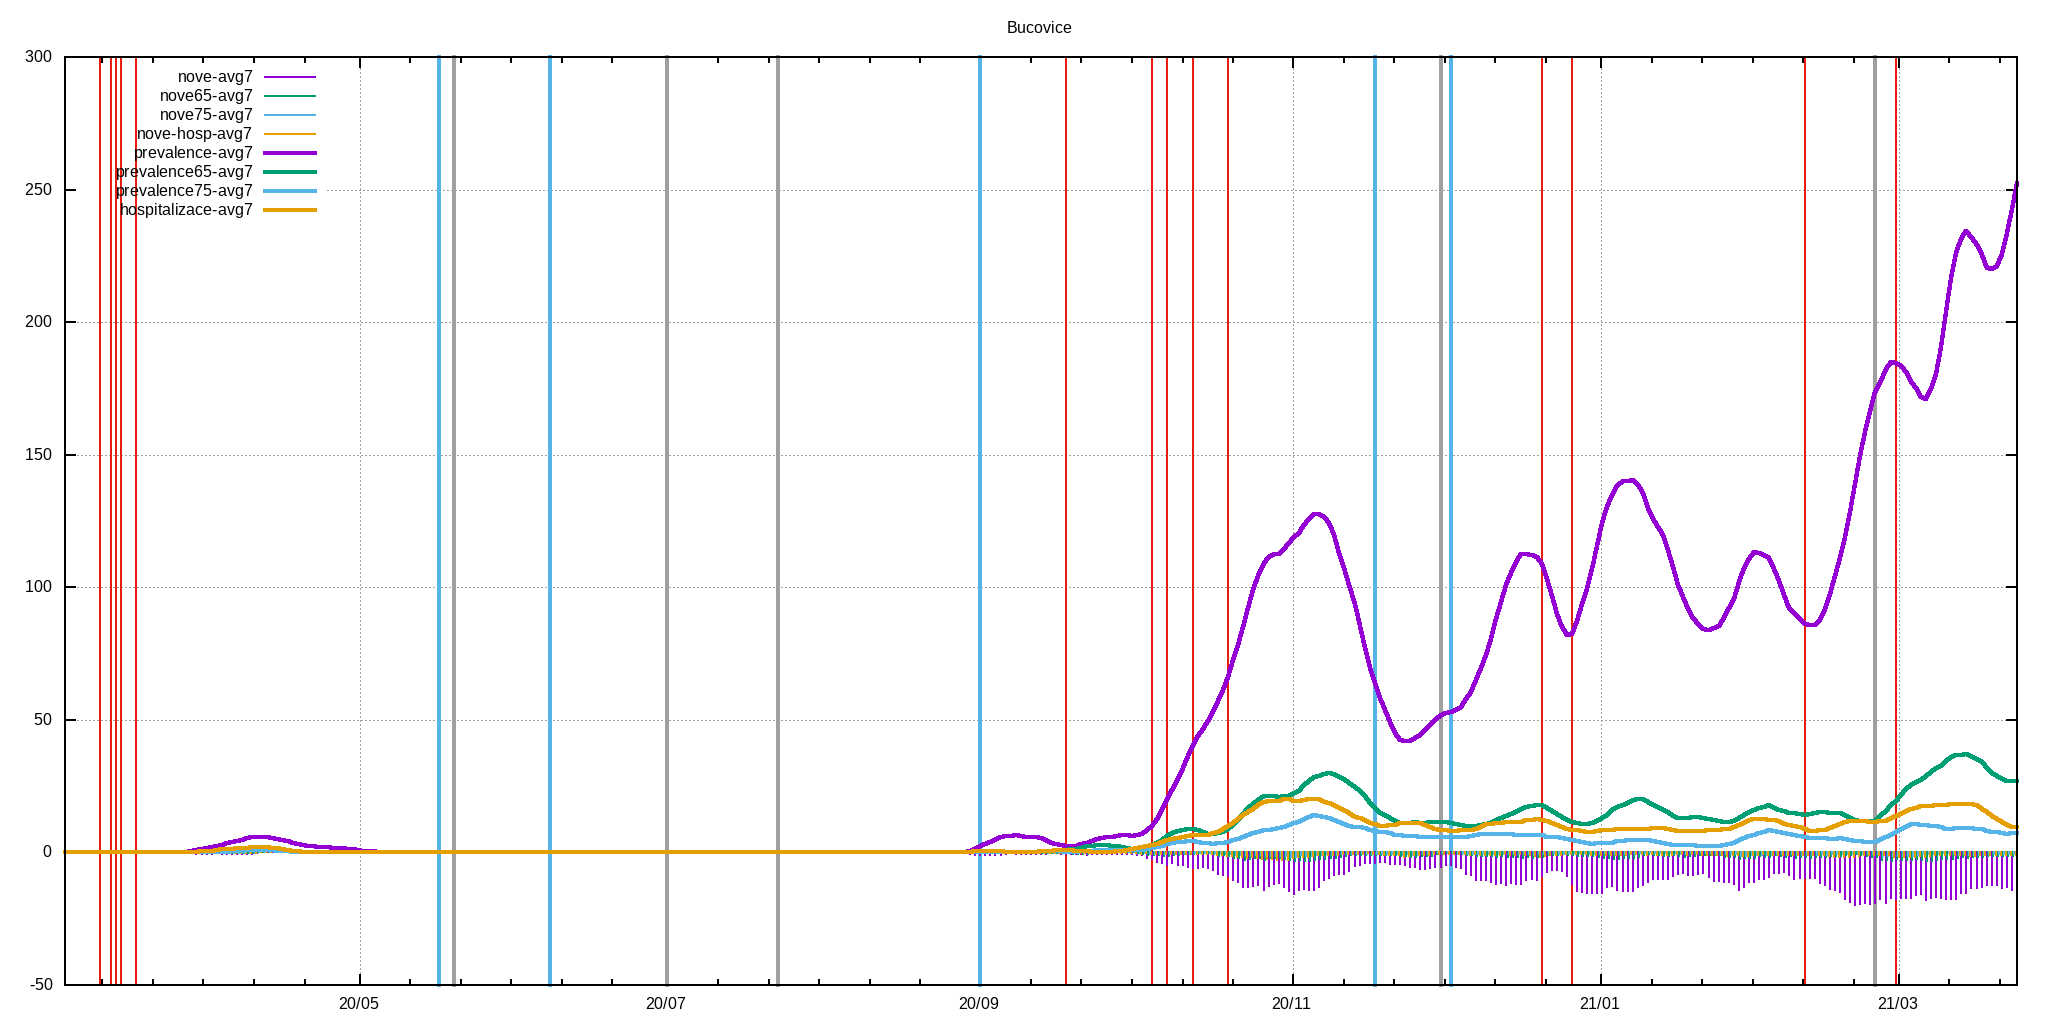 Bucovice
300
250
200
150
100
50
0
-50
nove-avg7
nove65-avg7
nove75-avg7
nove-hosp-avg7
prevalence-avg7
prevalence65-avg7
prevalence75-avg7
hospitalizace-avg7
20/05
20/07
20/09
20/11
21/01
21/03